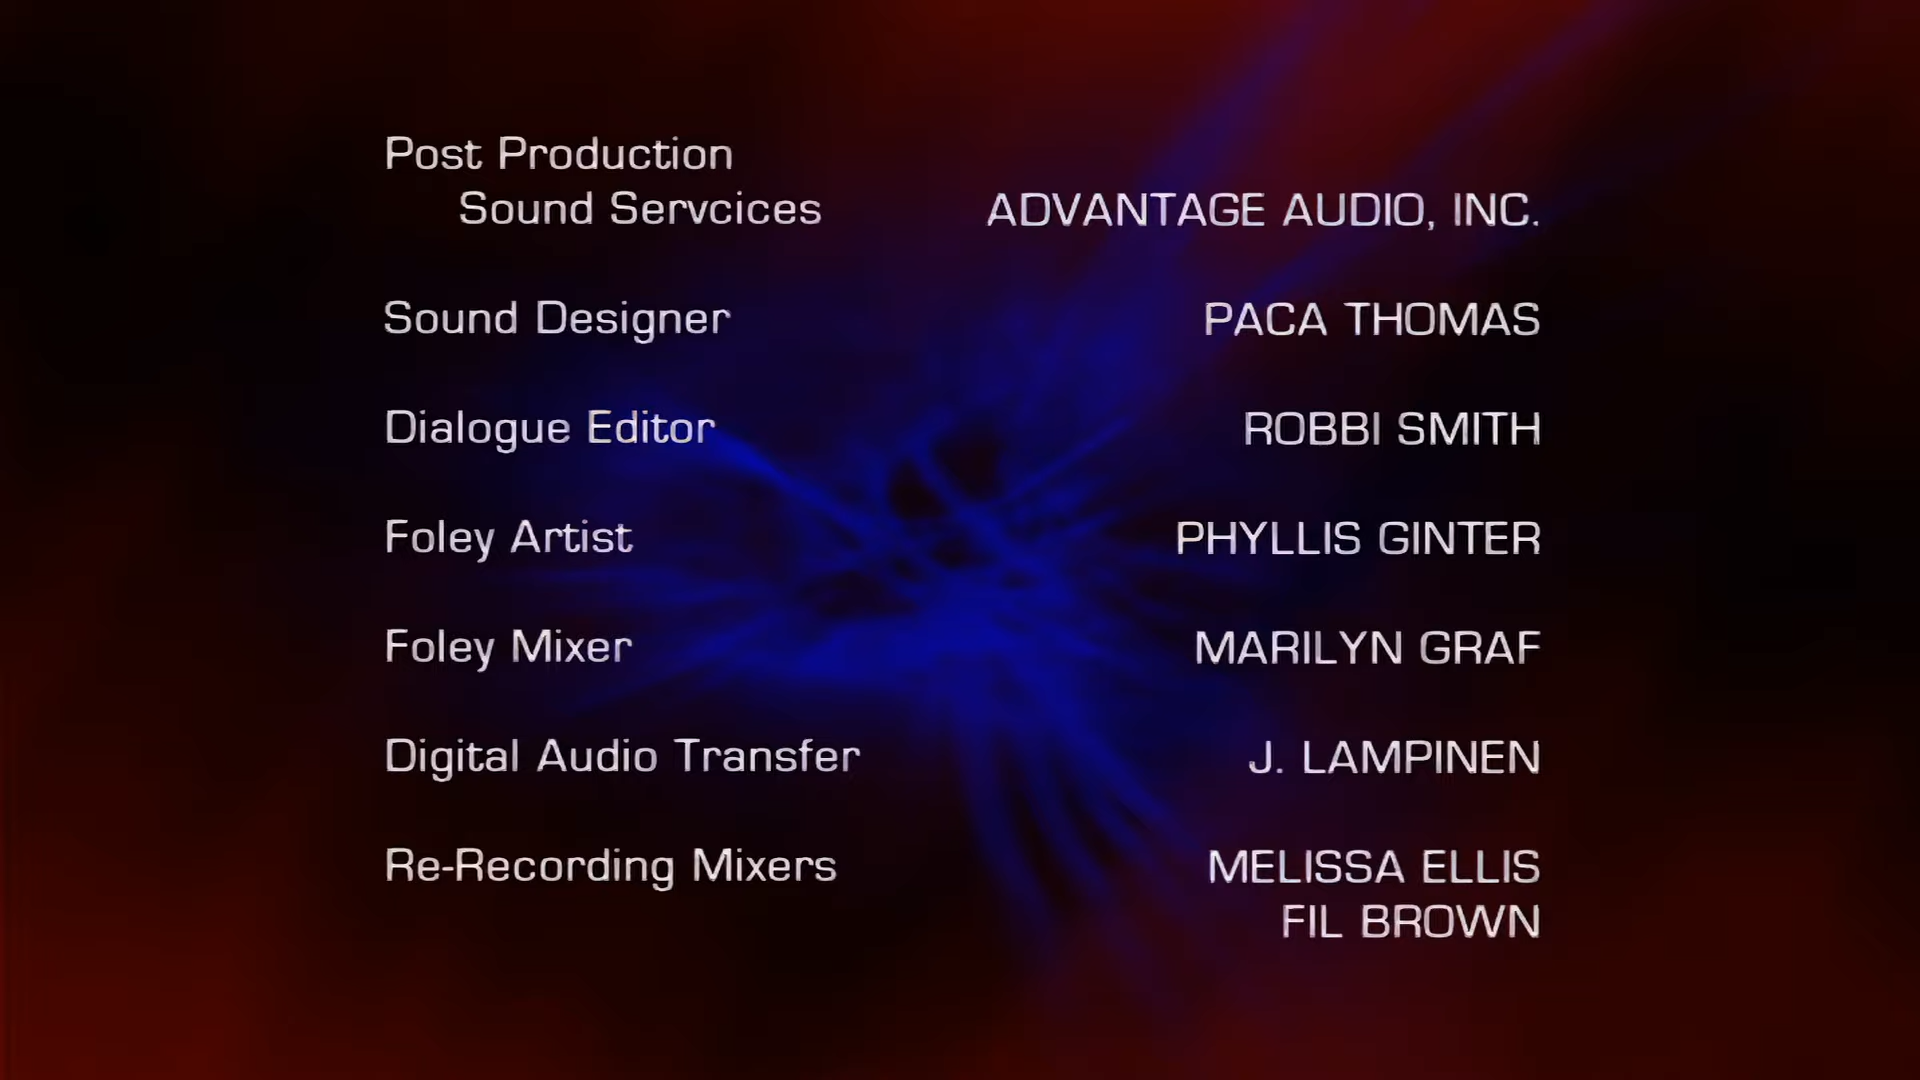 Post Production
Sound Servcices ADVANTAGE AUDIO, INC.
Sound Designer PACA THOMAS
Dialogue Editor ROBBI SMITH
Foley Artist PHYLLIS GINTER
Foley Mixer MARILYN GRAF
Digital Audio Transfer J. LAMPINEN
Re-Recording Mixers MELISSA ELLIS
FIL BROWN